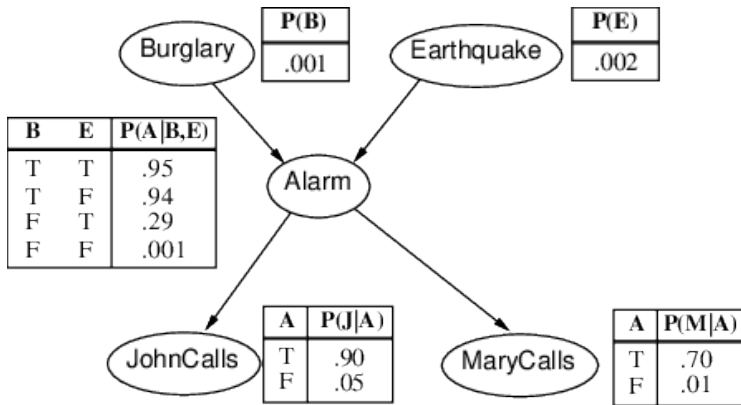 Burglary
P(B)
.001
Earthquake
P(E)
.002
B E P(A|B,E)
T T .95
T F .94
F T .29
F F .001
Alarm
JohnCalls
A P(J|A)
T .90
F .05
MaryCalls
A P(M|A)
T .70
F .01